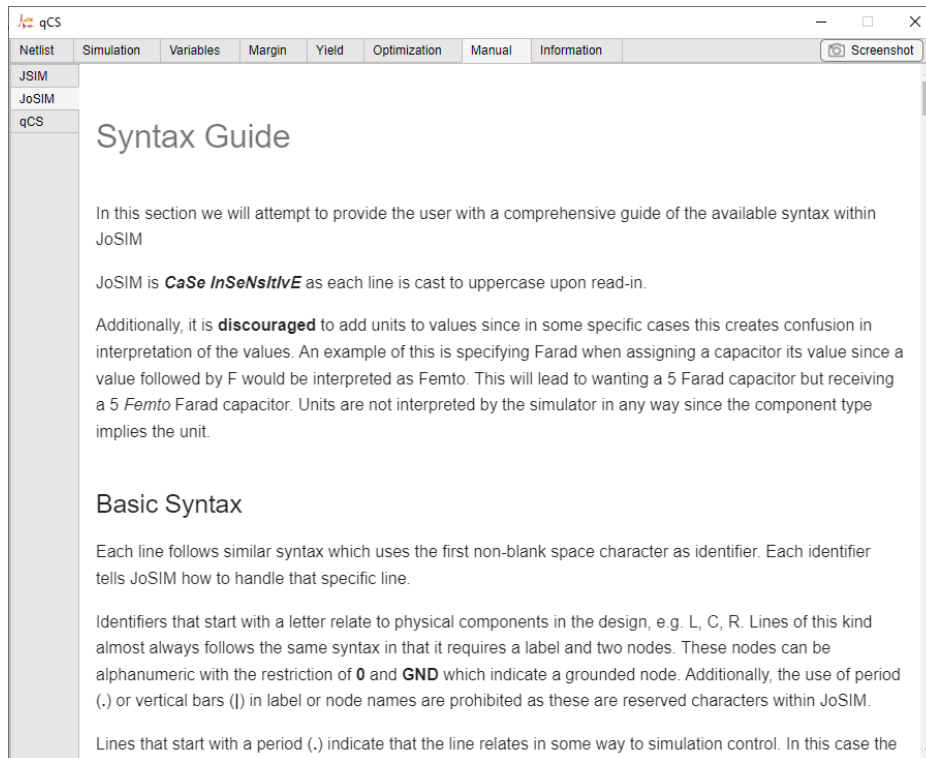 qCS
Netlist Simulation Variables Margin Yield Optimization Manual Information Screenshot
JSIM
JoSIM
qCS
Syntax Guide
In this section we will attempt to provide the user with a comprehensive guide of the available syntax within
JoSIM
JoSIM is CaSe InSeNsItIvE as each line is cast to uppercase upon read-in.
Additionally, it is discouraged to add units to values since in some specific cases this creates confusion in
interpretation of the values. An example of this is specifying Farad when assigning a capacitor its value since a
value followed by F would be interpreted as Femto. This will lead to wanting a 5 Farad capacitor but receiving
a 5 Femto Farad capacitor. Units are not interpreted by the simulator in any way since the component type
implies the unit.
Basic Syntax
Each line follows similar syntax which uses the first non-blank space character as identifier. Each identifier
tells JoSIM how to handle that specific line.
Identifiers that start with a letter relate to physical components in the design, e.g. L, C, R. Lines of this kind
almost always follows the same syntax in that it requires a label and two nodes. These nodes can be
alphanumeric with the restriction of 0 and GND which indicate a grounded node. Additionally, the use of period
(.) or vertical bars (|) in label or node names are prohibited as these are reserved characters within JoSIM.
Lines that start with a period (.) indicate that the line relates in some way to simulation control. In this case the